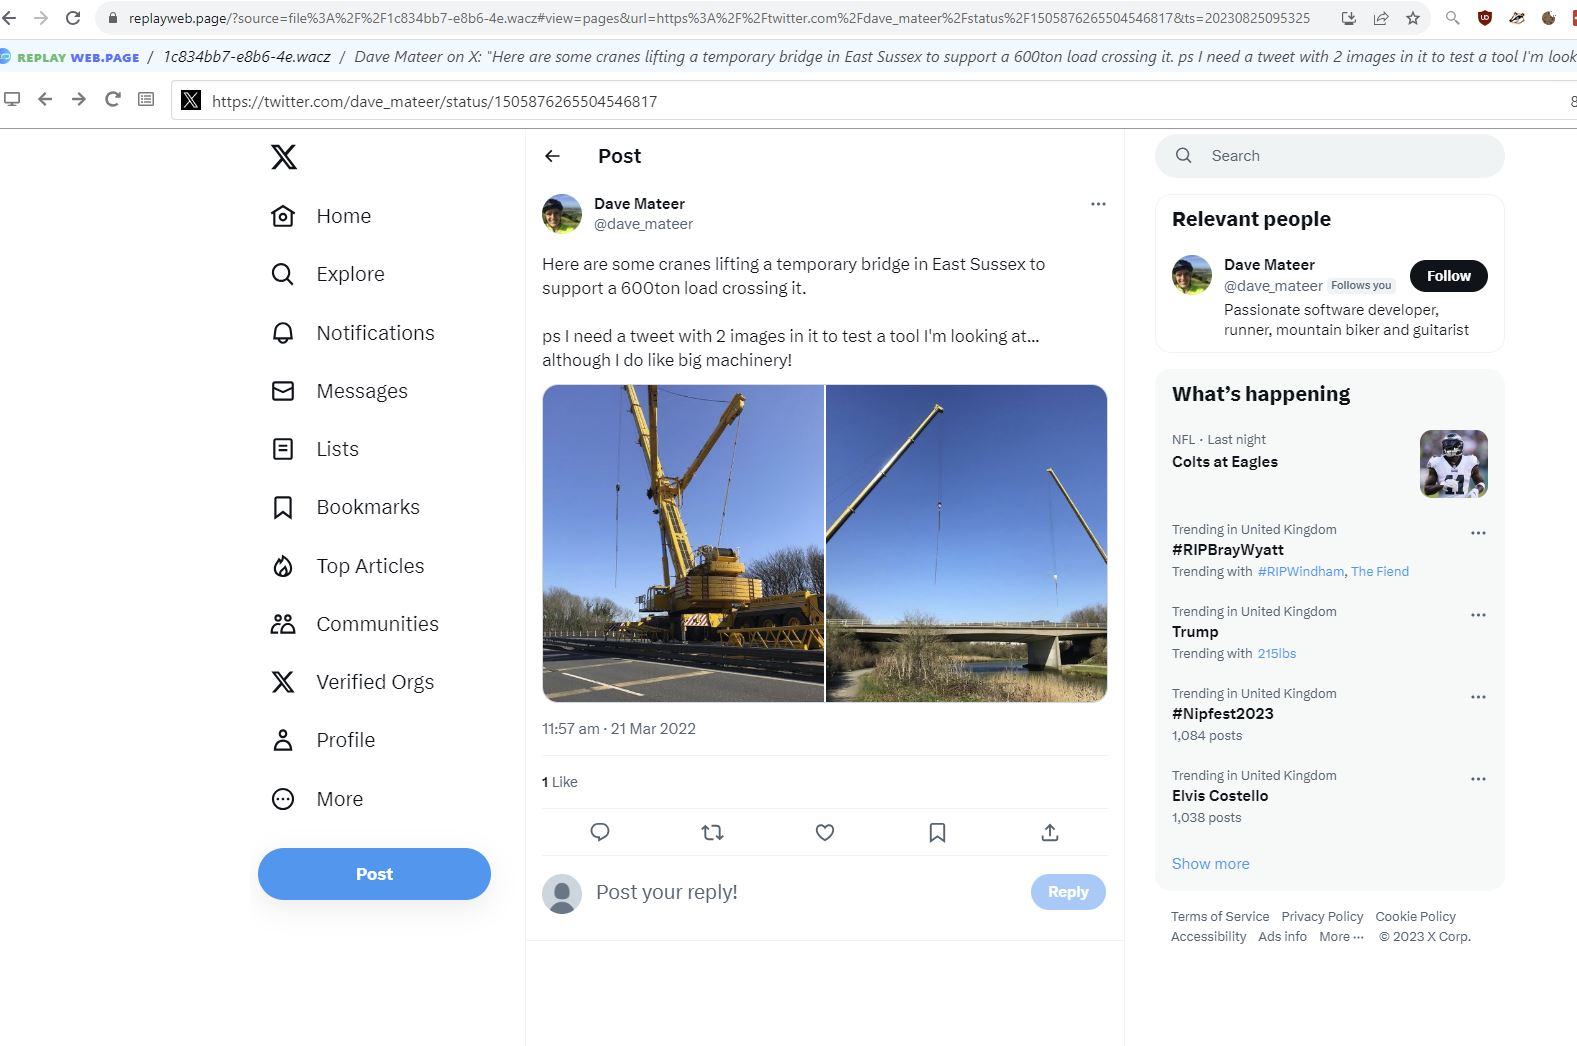 replayweb.page/?source=file%3A%2F%2F1c834bb7-e8b6-4e.wacz#view=pages&url=https%3A%2F%2Ftwitter.com%2Fdave_mateer%2Fstatus%2F1505876265504546817&ts=20230825095325
REPLAY WEB.PAGE / 1c834bb7-e8b6-4e.wacz / Dave Mateer on X: "Here are some cranes lifting a temporary bridge in East Sussex to support a 600ton load crossing it. ps I need a tweet with 2 images in it to test a tool I'm look
https://twitter.com/dave_mateer/status/1505876265504546817
8
Home
Explore
Notifications
Messages
Lists
Bookmarks
Top Articles
Communities
Verified Orgs
Profile
More
Post
Post
Dave Mateer
@dave_mateer
Here are some cranes lifting a temporary bridge in East Sussex to
support a 600ton load crossing it.
ps I need a tweet with 2 images in it to test a tool I'm looking at...
although I do like big machinery!
11:57 am · 21 Mar 2022
1 Like
Post your reply!
Reply
Search
Relevant people
Dave Mateer
@dave_mateer Follows you
Follow
Passionate software developer,
runner, mountain biker and guitarist
What's happening
NFL · Last night
Colts at Eagles
11
Trending in United Kingdom
#RIPBrayWyatt
Trending with #RIPWindham, The Fiend
Trending in United Kingdom
Trump
Trending with 215lbs
Trending in United Kingdom
#Nipfest2023
1,084 posts
Trending in United Kingdom
Elvis Costello
1,038 posts
Show more
Terms of Service Privacy Policy Cookie Policy
Accessibility Ads info More ··· © 2023 X Corp.